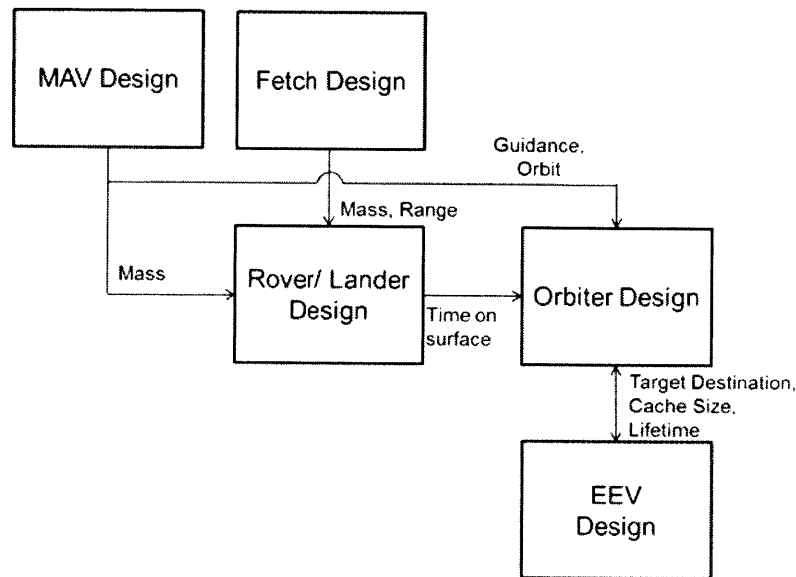 MAV Design
Fetch Design
Guidance,
Orbit
Mass, Range
Mass
Rover/ Lander
Design
Time on
surface
Orbiter Design
Target Destination,
Cache Size,
Lifetime
EEV
Design